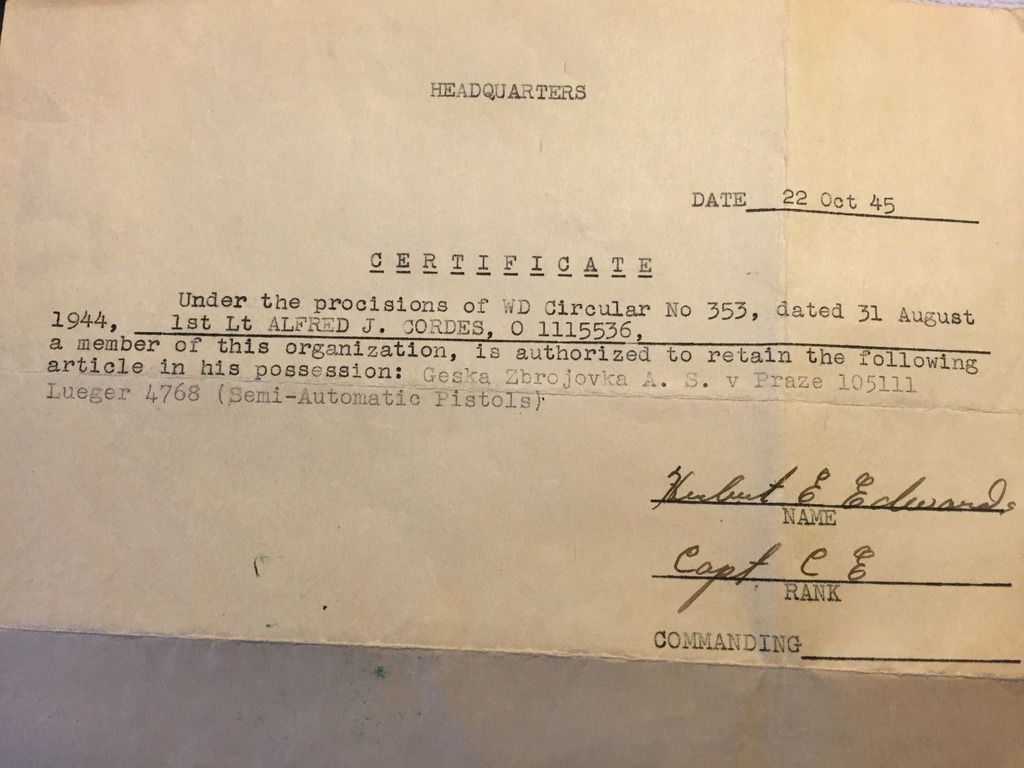 HEADQUARTERS
DATE 22 Oct 45
C E R T I F I C A T E
Under the procisions of WD Circular No 353, dated 31 August
1944, 1st Lt ALFRED J. CORDES, O 1115536,
a member of this organization, is authorized to retain the following
article in his possession: Geska Zbrojovka A. S. v Praze 105111
Lueger 4768 (Semi-Automatic Pistols)
Herbert E Edwards
NAME
Capt C E
RANK
COMMANDING